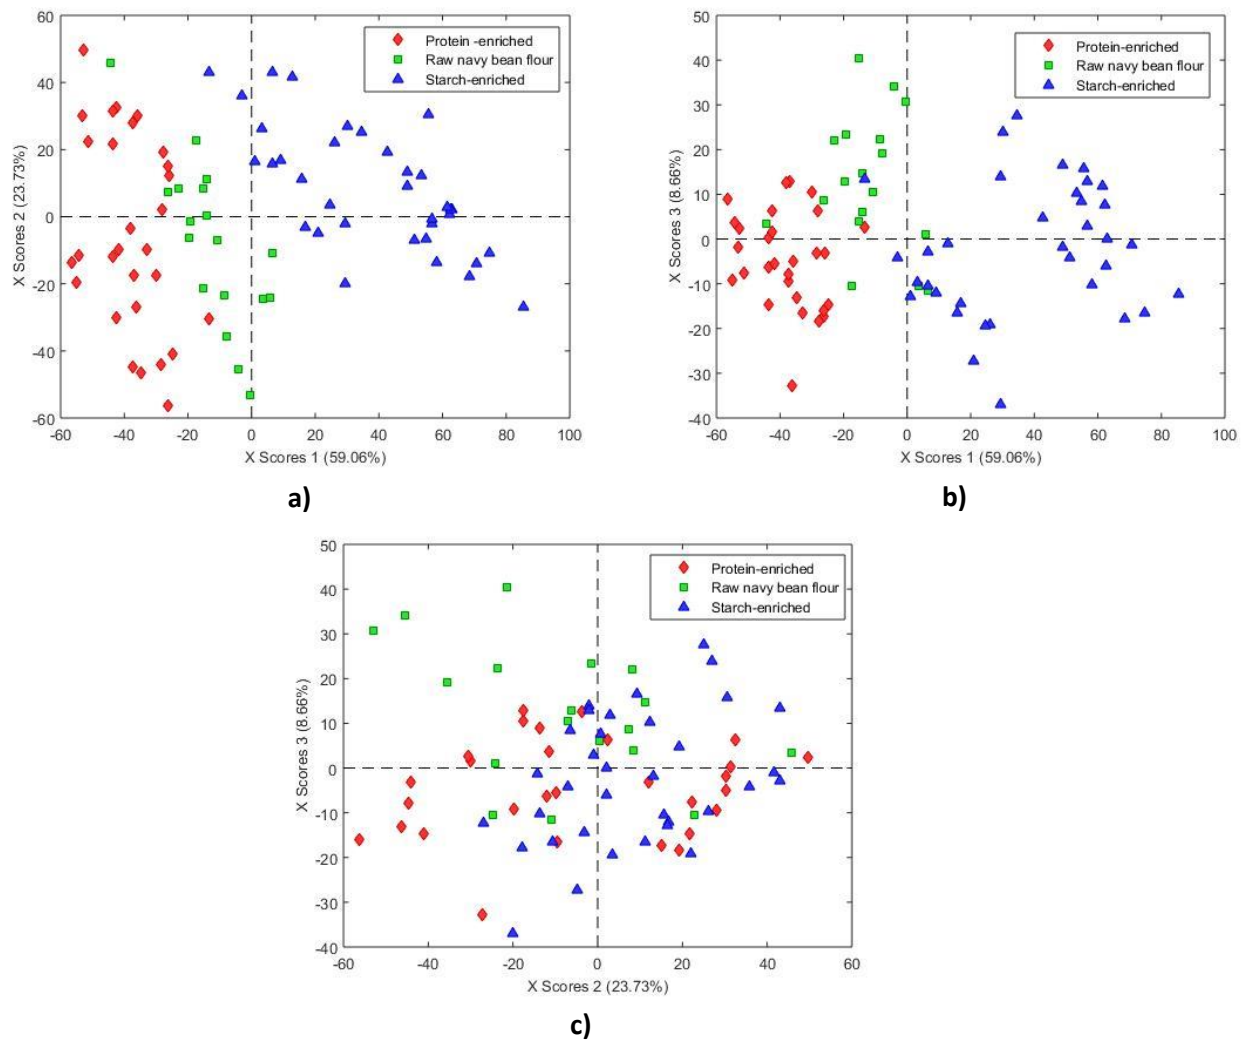 60
40
20
0
-20
-40
-60
-60
-40
-20
0
20
40
60
80
100
X Scores 2 (23.73%)
X Scores 1 (59.06%)
Protein -enriched
Raw navy bean flour
Starch-enriched
a)
50
40
30
20
10
0
-10
-20
-30
-40
-60
-40
-20
0
20
40
60
80
100
X Scores 3 (8.66%)
X Scores 1 (59.06%)
Protein-enriched
Raw navy bean flour
Starch-enriched
b)
50
40
30
20
10
0
-10
-20
-30
-40
-60
-40
-20
0
20
40
60
X Scores 3 (8.66%)
X Scores 2 (23.73%)
Protein-enriched
Raw navy bean flour
Starch-enriched
c)